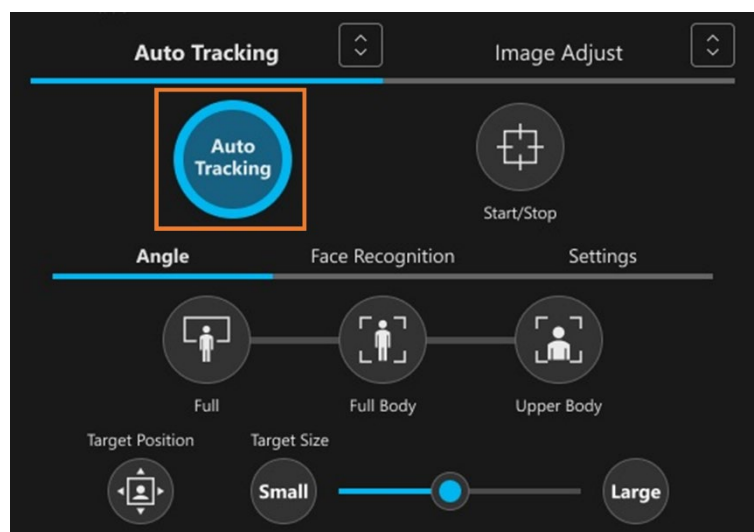 Auto Tracking
Image Adjust
Auto
Tracking
Start/Stop
Angle
Face Recognition
Settings
Full
Full Body
Upper Body
Target Position
Target Size
Small
Large